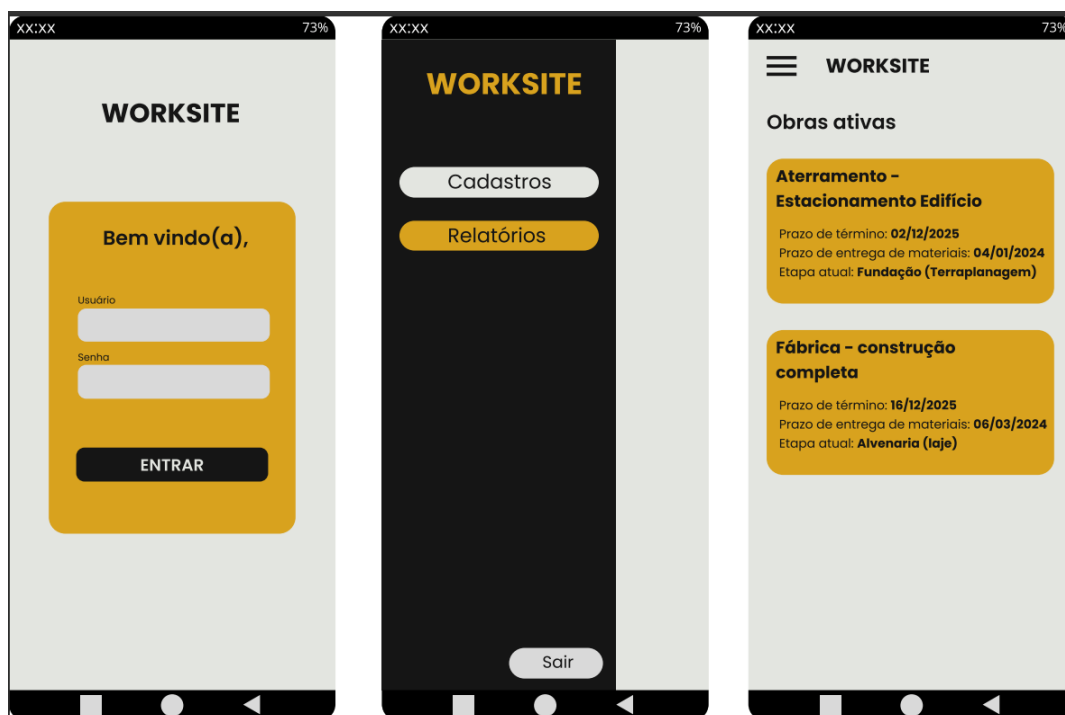 xx:xx 73%
WORKSITE
Bem vindo(a),
Usuário
Senha
ENTRAR
xx:xx 73%
WORKSITE
Cadastros
Relatórios
Sair
xx:xx 73%
WORKSITE
Obras ativas
Aterramento -
Estacionamento Edifício
Prazo de término: 02/12/2025
Prazo de entrega de materiais: 04/01/2024
Etapa atual: Fundação (Terraplanagem)
Fábrica - construção
completa
Prazo de término: 16/12/2025
Prazo de entrega de materiais: 06/03/2024
Etapa atual: Alvenaria (laje)